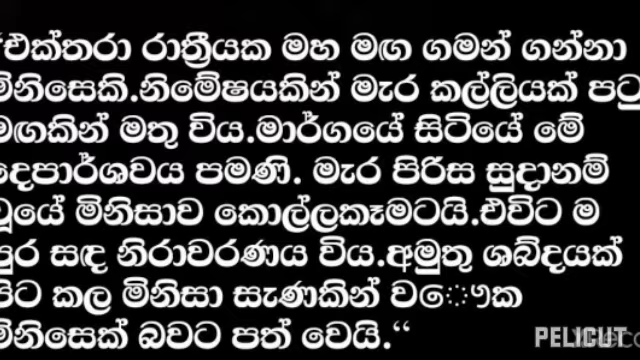 “එක්තරා රාත්‍රියක මහ මඟ ගමන් ගන්නා
මිනිසෙකි.නිමේෂයකින් මැර කල්ලියක් පටු
මඟකින් මතු විය.මාර්ගයේ සිටියේ මේ
දෙපාර්ශවය පමණි. මැර පිරිස සුදානම්
වූයේ මිනිසාව කොල්ලකෑමටයි.එවිට ම
පුර සඳ නිරාවරණය විය.අමුතු ශබ්දයක්
පිට කල මිනිසා සැණකින් වෞක
මිනිසෙක් බවට පත් වෙයි.“
PELIGUT